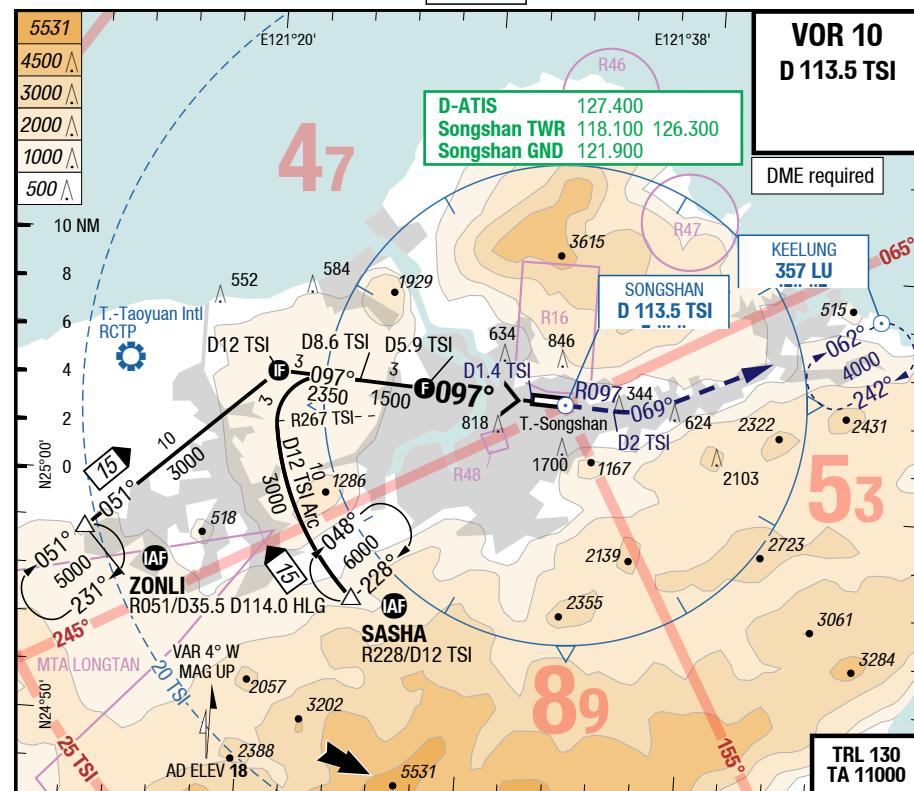 5531
4500
3000
2000
1000
500
E121°20'
E121°38'
VOR 10
D 113.5 TSI
D-ATIS 127.400
Songshan TWR 118.100 126.300
Songshan GND 121.900
R46
DME required
47
R47
10 NM
8
6
4
2
0
3615
KEELUNG
357 LU
065°
552
584
1929
SONGSHAN
D 113.5 TSI
515
T.-Taoyuan Intl
RCTP
R16
634
846
D12 TSI
D8.6 TSI
D5.9 TSI
062°
4000
242°
IF
3
097°
2350
3
1500
F
097°
D1.4 TSI
R097
344
069°
D2 TSI
624
T.-Songshan
818
R48
R267 TSI
3
D12 TSI Arc
10
3000
10
3000
N25°00'
15
051°
1286
1700
1167
2322
2431
2103
53
518
051°
5000
231°
IAF
ZONLI
R051/D35.5 D114.0 HLG
048°
6000
228°
15
IAF
SASHA
R228/D12 TSI
2139
2723
2355
3061
3284
245°
MTA LONGTAN
VAR 4° W
MAG UP
20 TSI
2057
3202
89
N24°50'
25 TSI
2388
AD ELEV 18
5531
155°
TRL 130
TA 11000